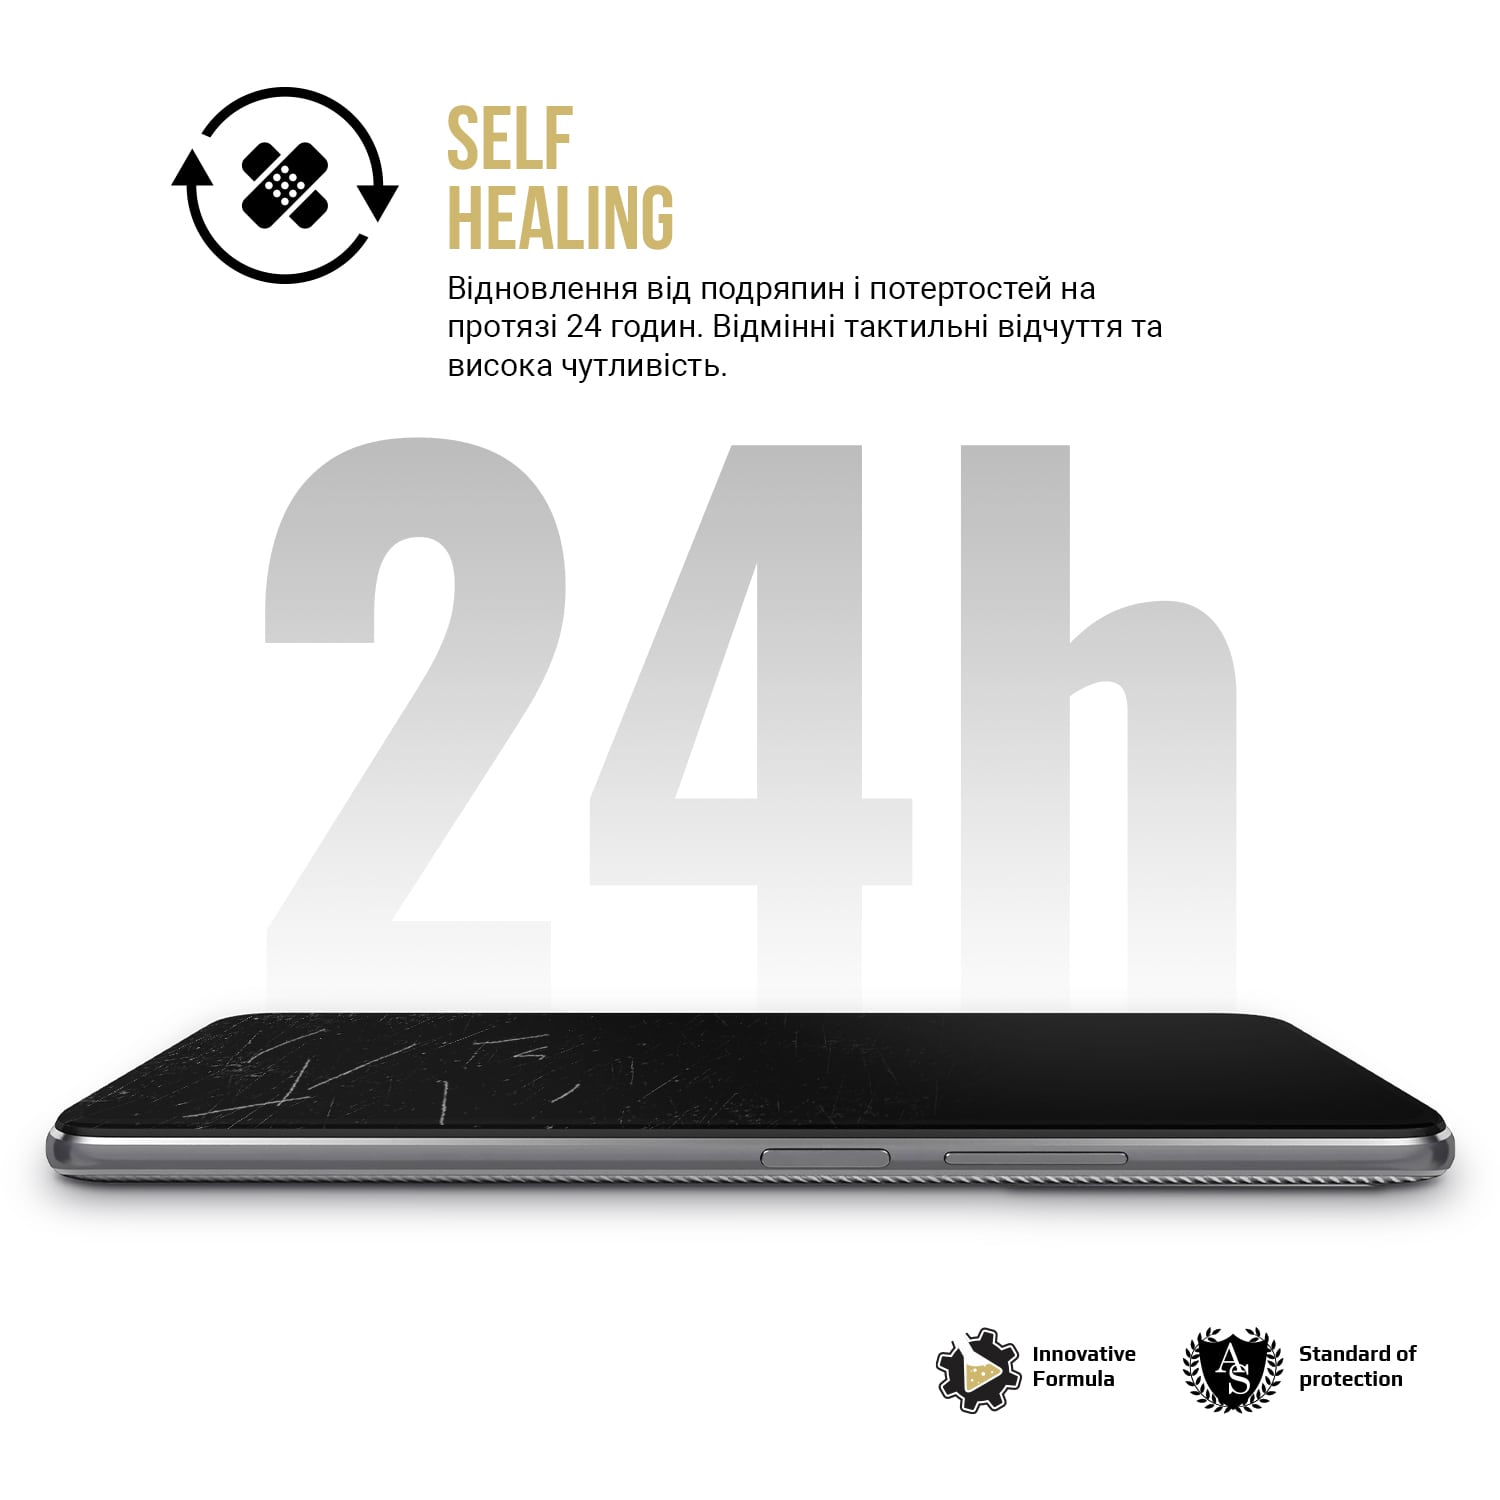 SELF
HEALING
Відновлення від подряпин і потертостей на
протязі 24 годин. Відмінні тактильні відчуття та
висока чутливість.
24h
Innovative
Formula
AS
Standard of
protection